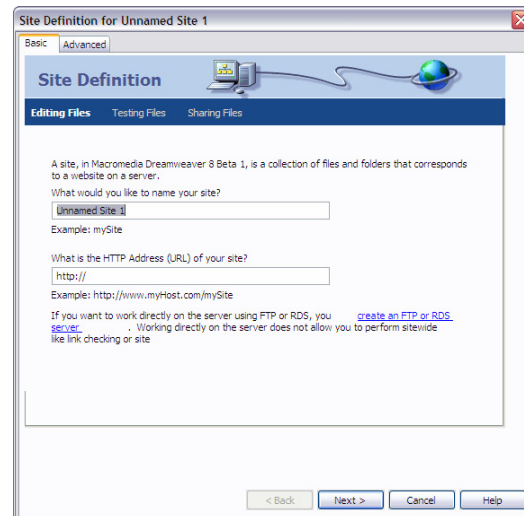 Site Definition for Unnamed Site 1
Basic Advanced
Site Definition
Editing Files Testing Files Sharing Files
A site, in Macromedia Dreamweaver 8 Beta 1, is a collection of files and folders that corresponds
to a website on a server.
What would you like to name your site?
Unnamed Site 1
Example: mySite
What is the HTTP Address (URL) of your site?
http://
Example: http://www.myHost.com/mySite
If you want to work directly on the server using FTP or RDS, you create an FTP or RDS
server . Working directly on the server does not allow you to perform sitewide
like link checking or site
< Back Next > Cancel Help